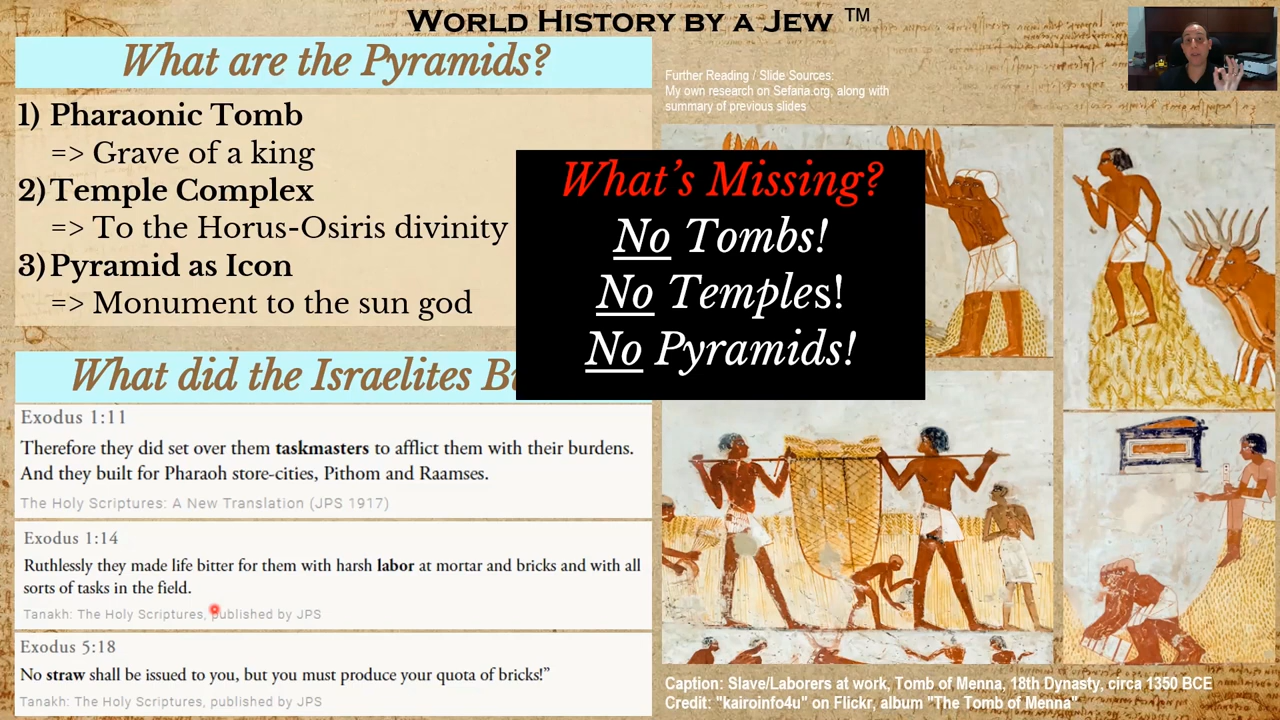 WORLD HISTORY BY A JEW ™
What are the Pyramids?
1) Pharaonic Tomb
=> Grave of a king
2) Temple Complex
=> To the Horus-Osiris divinity
3) Pyramid as Icon
=> Monument to the sun god
Further Reading / Slide Sources:
My own research on Sefaria.org, along with
summary of previous slides
What's Missing?
No Tombs!
No Temples!
No Pyramids!
What did the Israelites
Exodus 1:11
Therefore they did set over them taskmasters to afflict them with their burdens.
And they built for Pharaoh store-cities, Pithom and Raamses.
The Holy Scriptures: A New Translation (JPS 1917)
Exodus 1:14
Ruthlessly they made life bitter for them with harsh labor at mortar and bricks and with all
sorts of tasks in the field.
Tanakh: The Holy Scriptures, published by JPS
Exodus 5:18
No straw shall be issued to you, but you must produce your quota of bricks!”
Tanakh: The Holy Scriptures, published by JPS
Caption: Slave/Laborers at work, Tomb of Menna, 18th Dynasty, circa 1350 BCE
Credit: "kairoinfo4u" on Flickr, album "The Tomb of Menna"